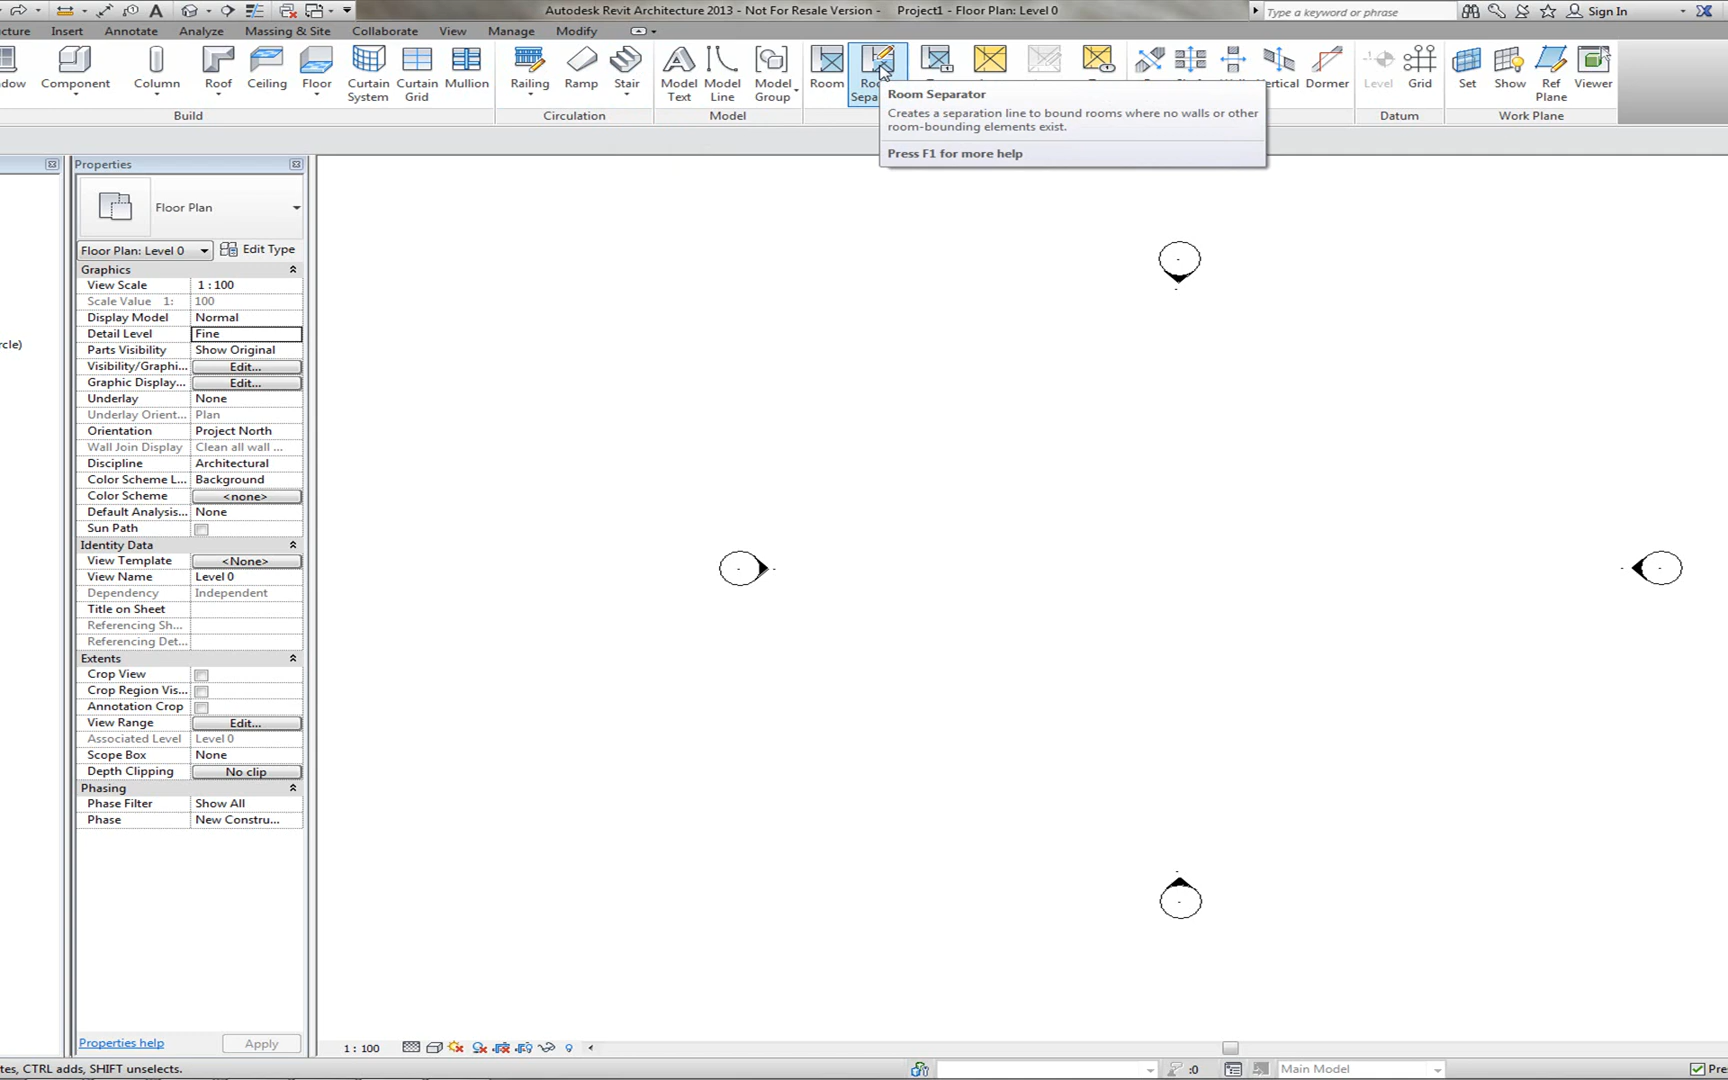 Autodesk Revit Architecture 2013 - Not For Resale Version -    Project1 - Floor Plan: Level 0
Type a keyword or phrase
Sign In
cture Insert Annotate Analyze Massing & Site Collaborate View Manage Modify
ndow Component Column Roof Ceiling Floor Curtain System Curtain Grid Mullion Railing Ramp Stair Model Text Model Line Model Group Room Roo Separ Vertical Dormer Level Grid Set Show Ref Plane Viewer
Build Circulation Model Datum Work Plane
Room Separator
Creates a separation line to bound rooms where no walls or other
room-bounding elements exist.
Press F1 for more help
Properties
Floor Plan
Floor Plan: Level 0 Edit Type
Graphics
View Scale 1 : 100
Scale Value 1: 100
Display Model Normal
Detail Level Fine
rcle)
Parts Visibility Show Original
Visibility/Graphi... Edit...
Graphic Display... Edit...
Underlay None
Underlay Orient... Plan
Orientation Project North
Wall Join Display Clean all wall ...
Discipline Architectural
Color Scheme L... Background
Color Scheme <none>
Default Analysis... None
Sun Path
Identity Data
View Template <None>
View Name Level 0
Dependency Independent
Title on Sheet
Referencing Sh...
Referencing Det...
Extents
Crop View
Crop Region Vis...
Annotation Crop
View Range Edit...
Associated Level Level 0
Scope Box None
Depth Clipping No clip
Phasing
Phase Filter Show All
Phase New Constru...
Properties help Apply
1 : 100
tes, CTRL adds, SHIFT unselects.
:0
Main Model
Pre